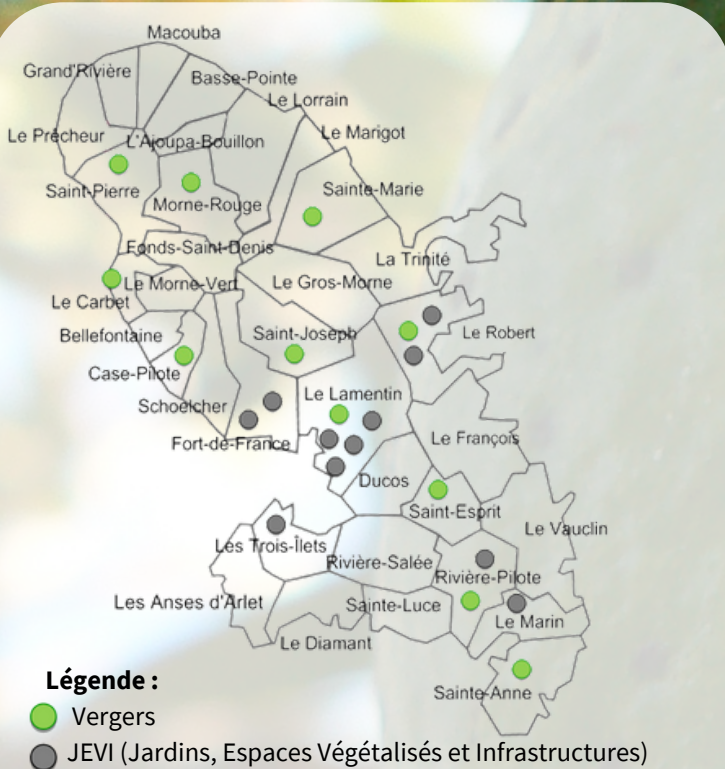 Macouba
Grand'Rivière
Basse-Pointe
Le Lorrain
Le Prêcheur
L'Ajoupa-Bouillon
Le Marigot
Saint-Pierre
Morne-Rouge
Sainte-Marie
Fonds-Saint-Denis
La Trinité
Le Morne-Vert
Le Gros-Morne
Le Carbet
Bellefontaine
Saint-Joseph
Le Robert
Case-Pilote
Schoelcher
Le Lamentin
Fort-de-France
Le François
Ducos
Saint-Esprit
Le Vauclin
Les Trois-Îlets
Rivière-Salée
Rivière-Pilote
Les Anses d'Arlet
Sainte-Luce
Le Marin
Le Diamant
Sainte-Anne
Légende :
Vergers
JEVI (Jardins, Espaces Végétalisés et Infrastructures)